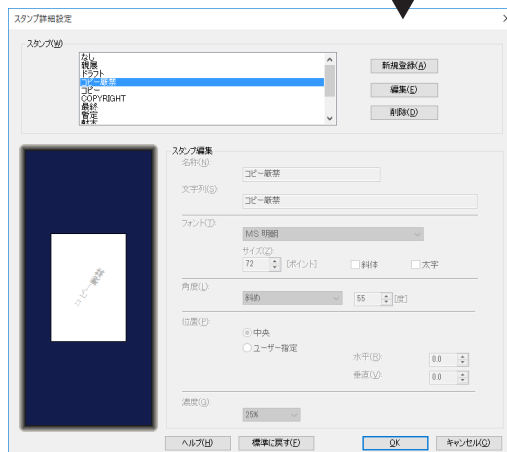 スタンプ詳細設定
スタンプ(W)
なし
親展
ドラフト
コピー厳禁
コピー
COPYRIGHT
最終
暫定
新規登録(A)
編集(E)
削除(D)
スタンプ編集
名称(N):
コピー厳禁
文字列(S):
コピー厳禁
フォント(T):
MS 明朝
サイズ(Z):
72 [ポイント] 斜体 太字
角度(L):
斜め 55 [度]
位置(P):
中央
ユーザー指定
水平(R): 0.0
垂直(V): 0.0
濃度(G):
25%
コピー厳禁
ヘルプ(H) 標準に戻す(F) OK キャンセル(C)